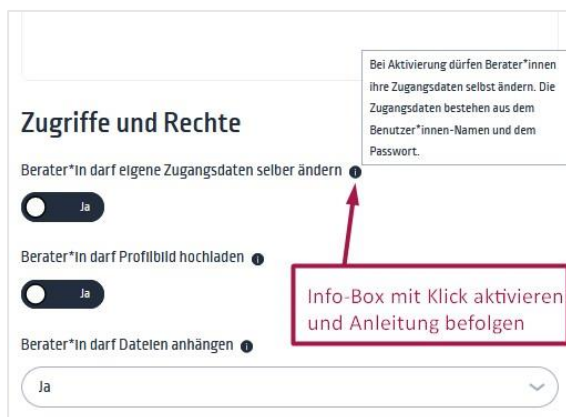 Bei Aktivierung dürfen Berater*innen
ihre Zugangsdaten selbst ändern. Die
Zugangsdaten bestehen aus dem
Benutzer*innen-Namen und dem
Passwort.
Zugriffe und Rechte
Berater*in darf eigene Zugangsdaten selber ändern
Ja
Berater*in darf Profilbild hochladen
Ja
Info-Box mit Klick aktivieren
und Anleitung befolgen
Berater*in darf Dateien anhängen
Ja